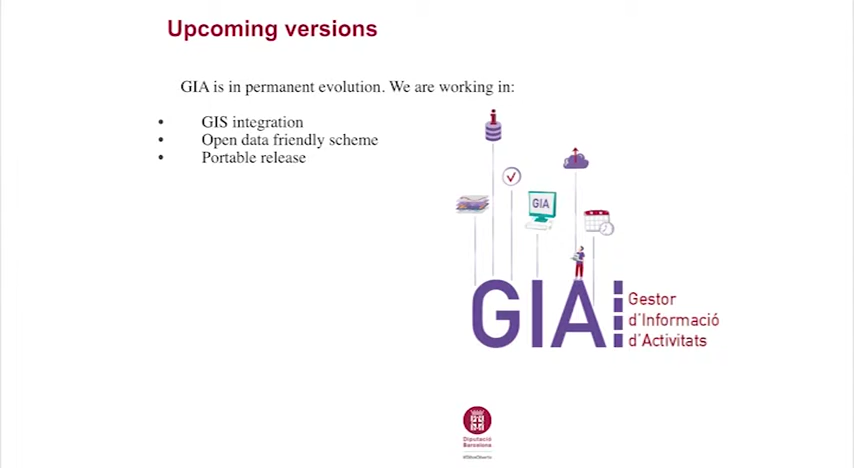 Upcoming versions
GIA is in permanent evolution. We are working in:
• GIS integration
• Open data friendly scheme
• Portable release
GIA
GIA
Gestor
d'Informació
d'Activitats
Diputació
Barcelona